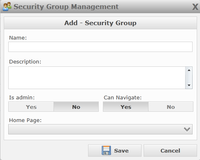 Security Group Management X
Add - Security Group
Name:
Description:
Is admin: Can Navigate:
Yes No Yes No
Home Page:
Save Cancel